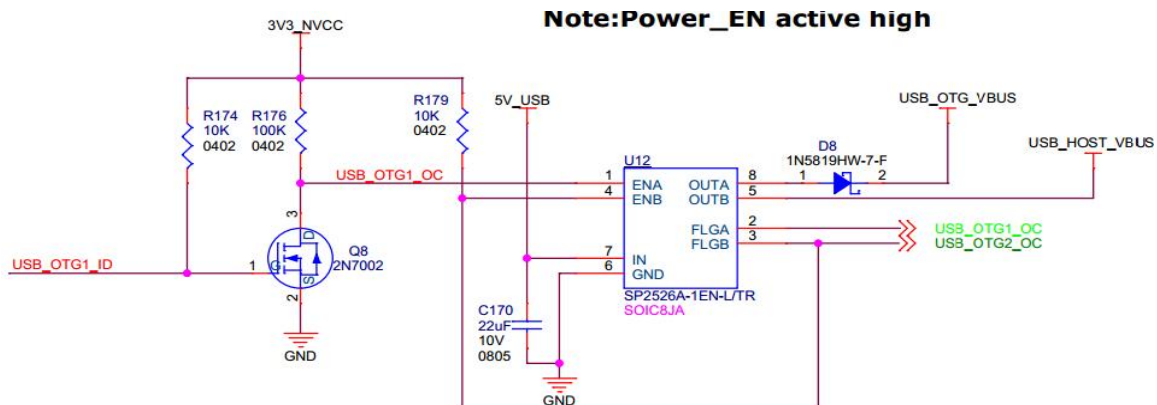 Note:Power_EN active high
3V3_NVCC
R174
10K
0402
R176
100K
0402
R179
10K
0402
5V_USB
USB_OTG_VBUS
USB_HOST_VBUS
D8
1N5819HW-7-F
1
2
USB_OTG1_OC
U12
1
ENA
OUTA
8
4
ENB
OUTB
5
FLGA
2
USB_OTG1_OC
FLGB
3
USB_OTG2_OC
7
IN
6
GND
SP2526A-1EN-L/TR
SOIC8JA
3
D
Q8
2N7002
USB_OTG1_ID
1
G
S
2
GND
C170
22uF
10V
0805
GND